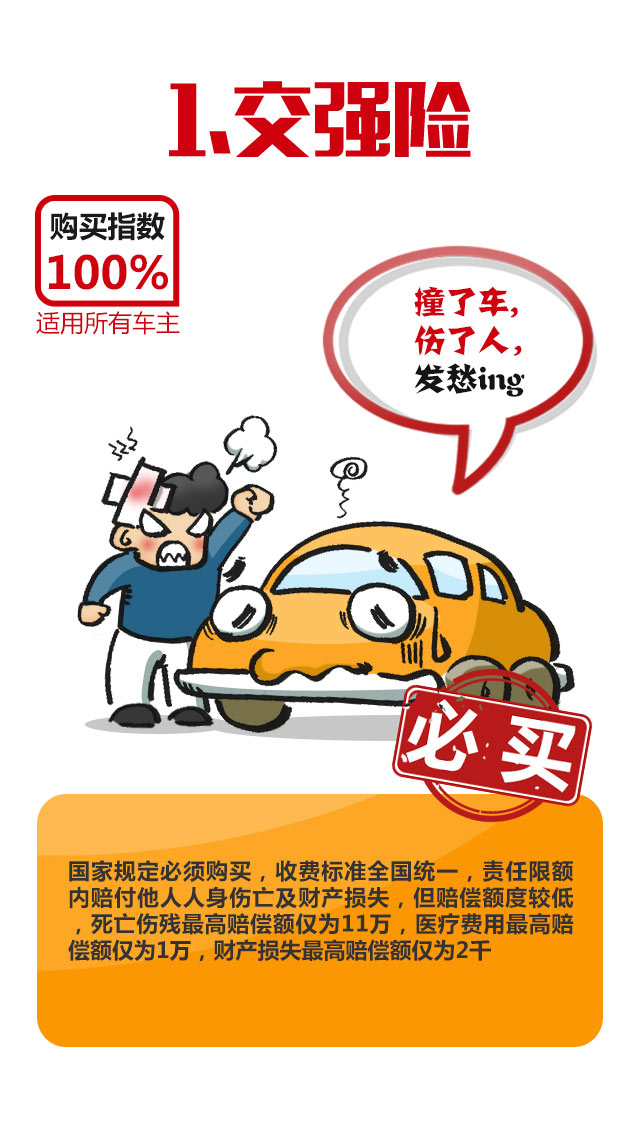 1、交强险
购买指数
100%
适用所有车主
撞了车,
伤了人,
发愁ing
必买
国家规定必须购买，收费标准全国统一，责任限额
内赔付他人人身伤亡及财产损失，但赔偿额度较低
，死亡伤残最高赔偿额仅为11万，医疗费用最高赔
偿额仅为1万，财产损失最高赔偿额仅为2千